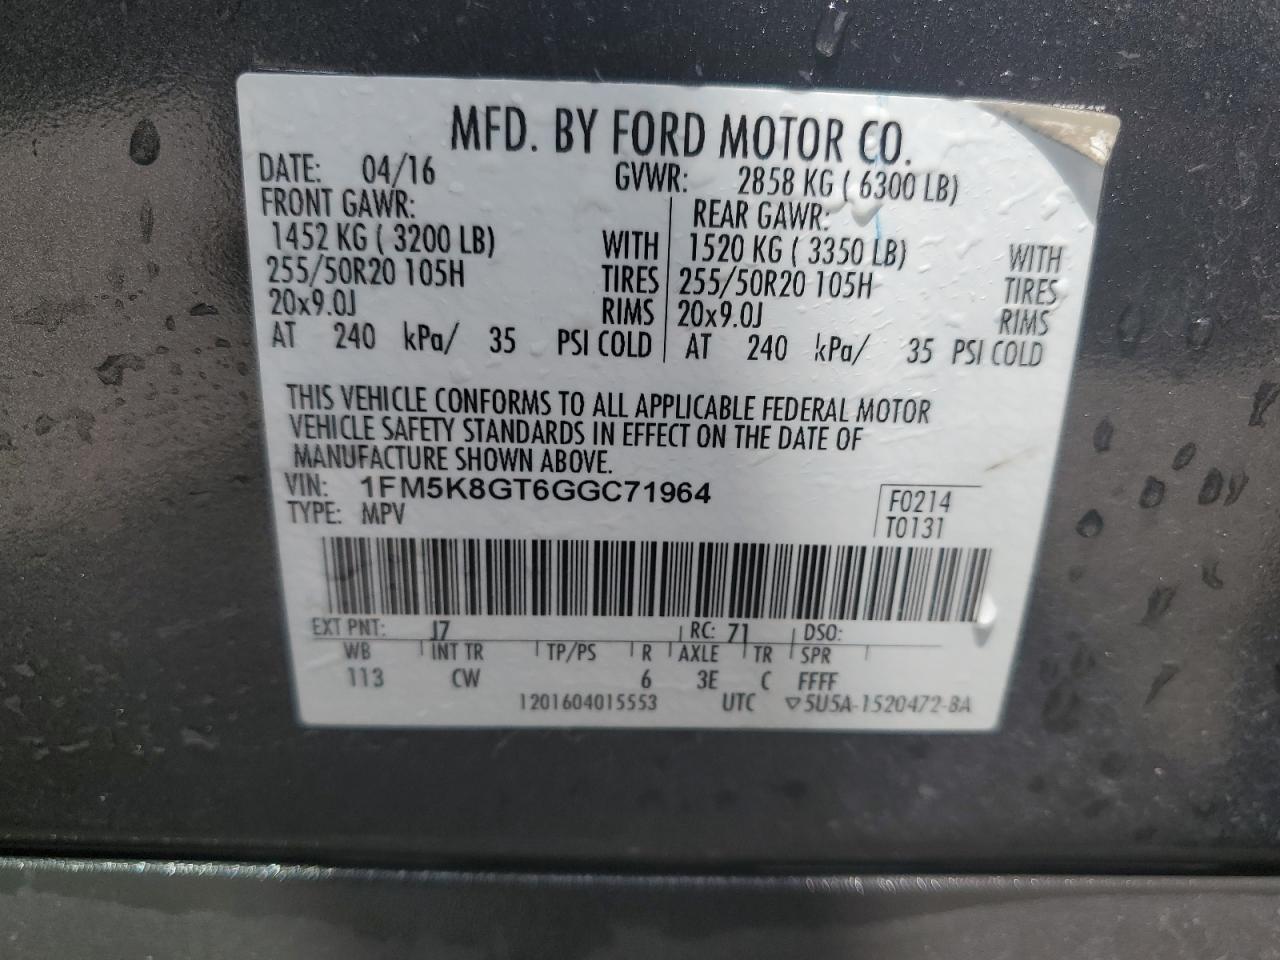 MFD. BY FORD MOTOR CO.
DATE: 04/16 GVWR: 2858 KG ( 6300 LB)
FRONT GAWR: REAR GAWR:
1452 KG ( 3200 LB) WITH 1520 KG ( 3350 LB) WITH
255/50R20 105H TIRES 255/50R20 105H TIRES
20x9.0J RIMS 20x9.0J RIMS
AT 240 kPa/ 35 PSI COLD AT 240 kPa/ 35 PSI COLD
THIS VEHICLE CONFORMS TO ALL APPLICABLE FEDERAL MOTOR
VEHICLE SAFETY STANDARDS IN EFFECT ON THE DATE OF
MANUFACTURE SHOWN ABOVE.
VIN: 1FM5K8GT6GGC71964 F0214
TYPE: MPV T0131
EXT PNT: J7 RC: 71 DSO:
WB INT TR TP/PS R AXLE TR SPR
113 CW 6 3E C FFFF
1201604015553 UTC ▽5U5A-1520472-BA